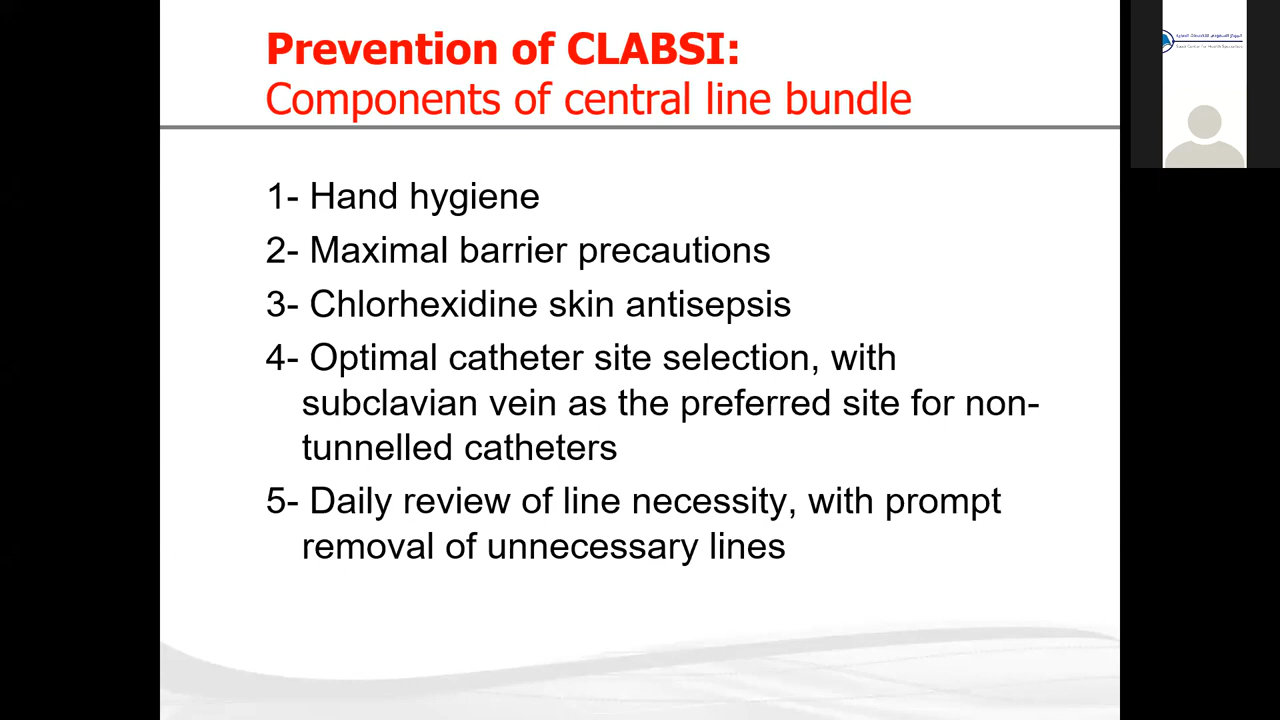 Prevention of CLABSI:
Components of central line bundle
1- Hand hygiene
2- Maximal barrier precautions
3- Chlorhexidine skin antisepsis
4- Optimal catheter site selection, with
subclavian vein as the preferred site for non-
tunnelled catheters
5- Daily review of line necessity, with prompt
removal of unnecessary lines